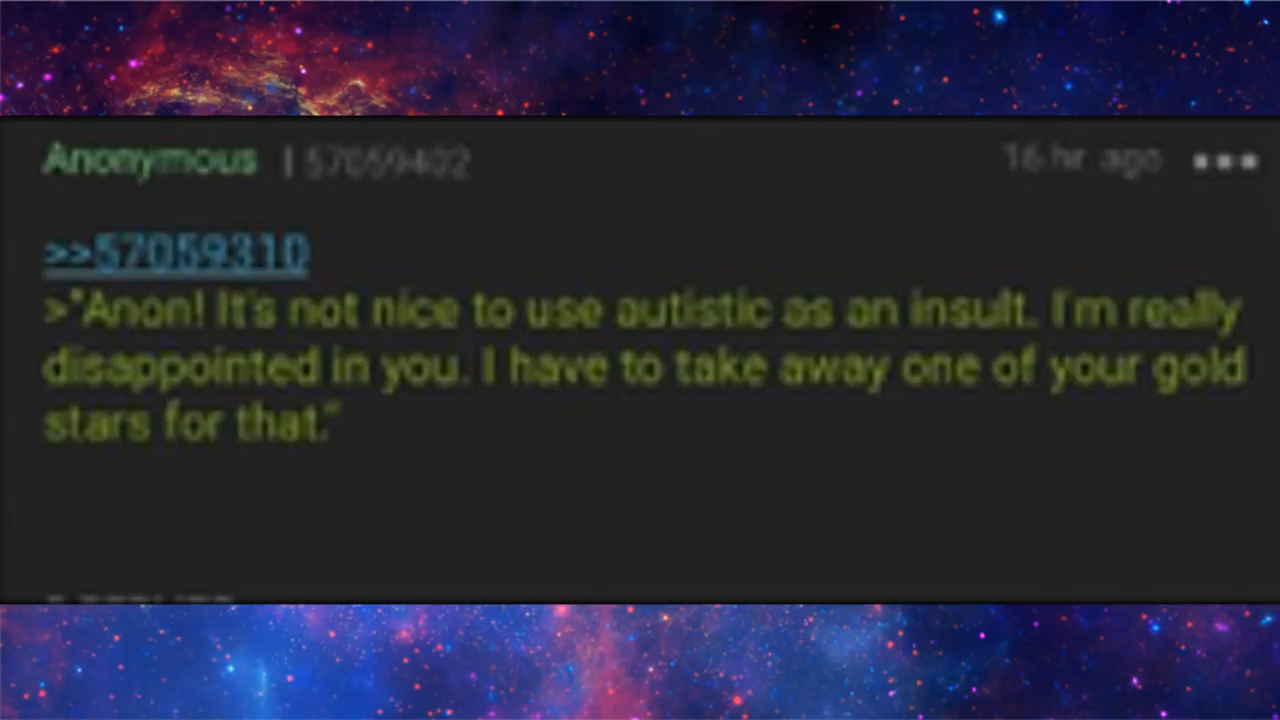 Anonymous | 57059402
16 hr. ago
>>57059310
>"Anon! It's not nice to use autistic as an insult. I'm really
disappointed in you. I have to take away one of your gold
stars for that."